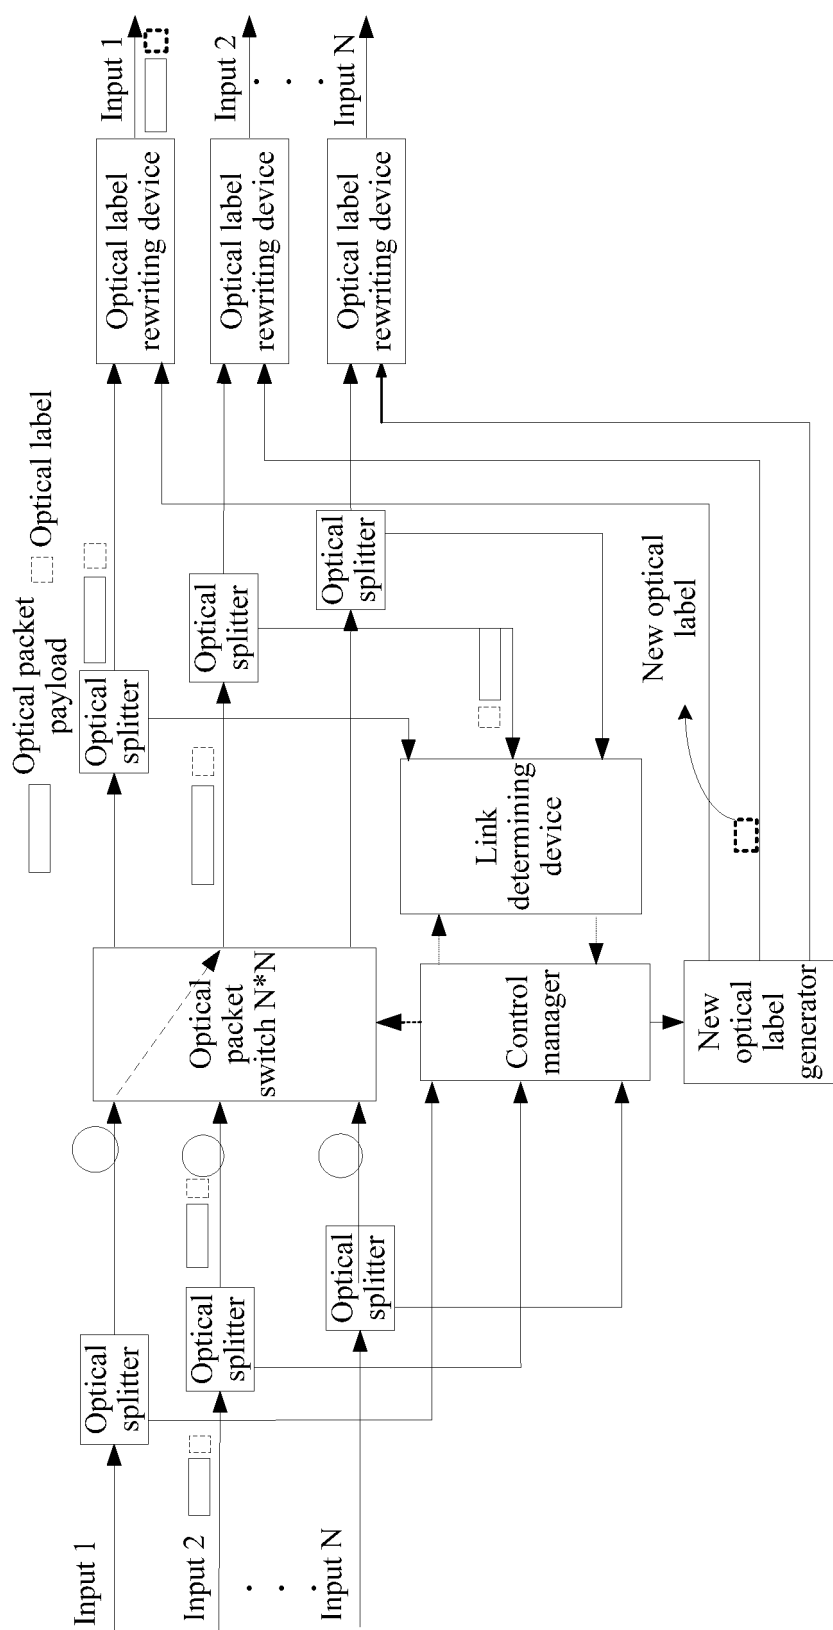 Optical packet
payload
Optical label
Input 1
Input 2
Input N
Optical
splitter
Optical
splitter
Optical
splitter
Optical
packet
switch N*N
Control
manager
New
optical
label
generator
Link
determining
device
Optical
splitter
Optical
splitter
Optical
splitter
New optical
label
Optical label
rewriting device
Optical label
rewriting device
Optical label
rewriting device
Input 1
Input 2
Input N